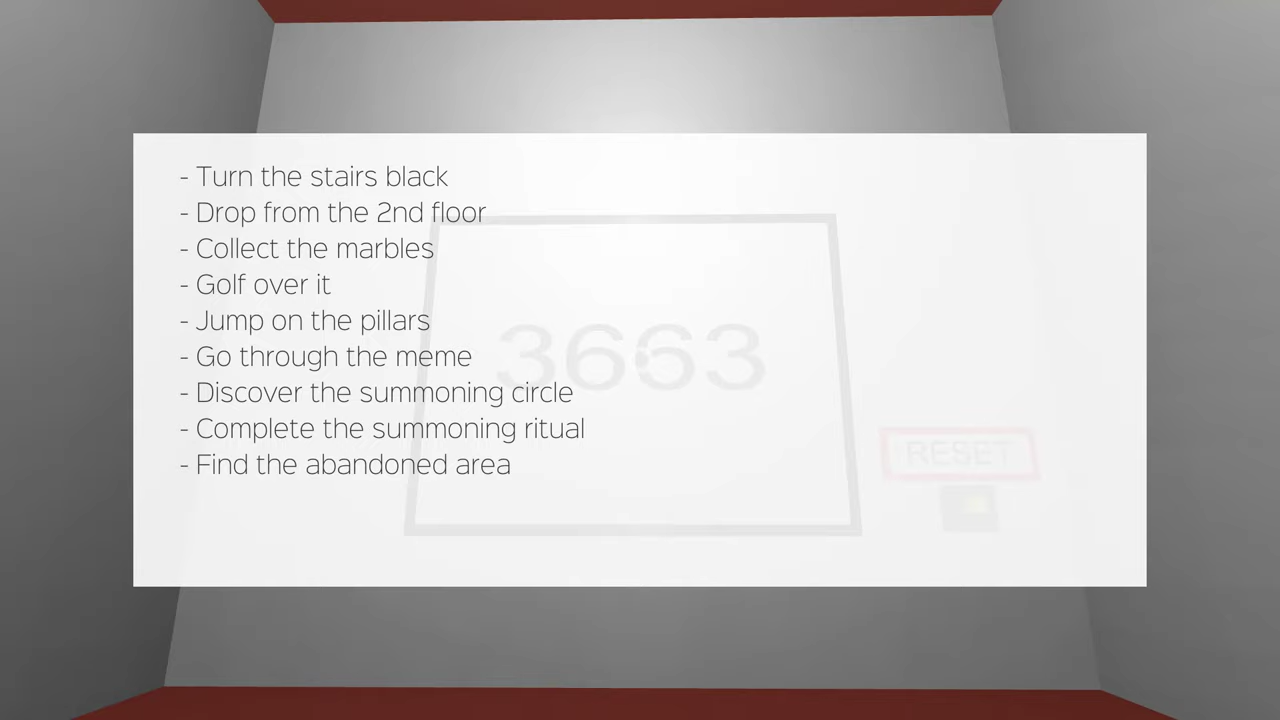 - Turn the stairs black
- Drop from the 2nd floor
- Collect the marbles
- Golf over it
- Jump on the pillars
- Go through the meme
- Discover the summoning circle
- Complete the summoning ritual
- Find the abandoned area
3663
RESET